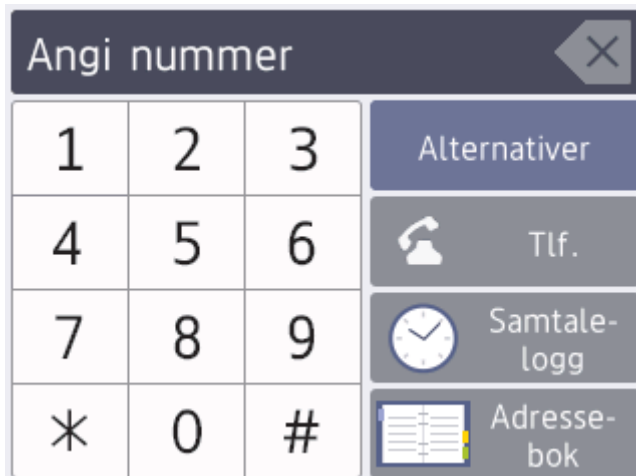 Angi nummer
1 2 3 Alternativer
4 5 6 Tlf.
7 8 9 Samtale-
logg
* 0 # Adresse-
bok